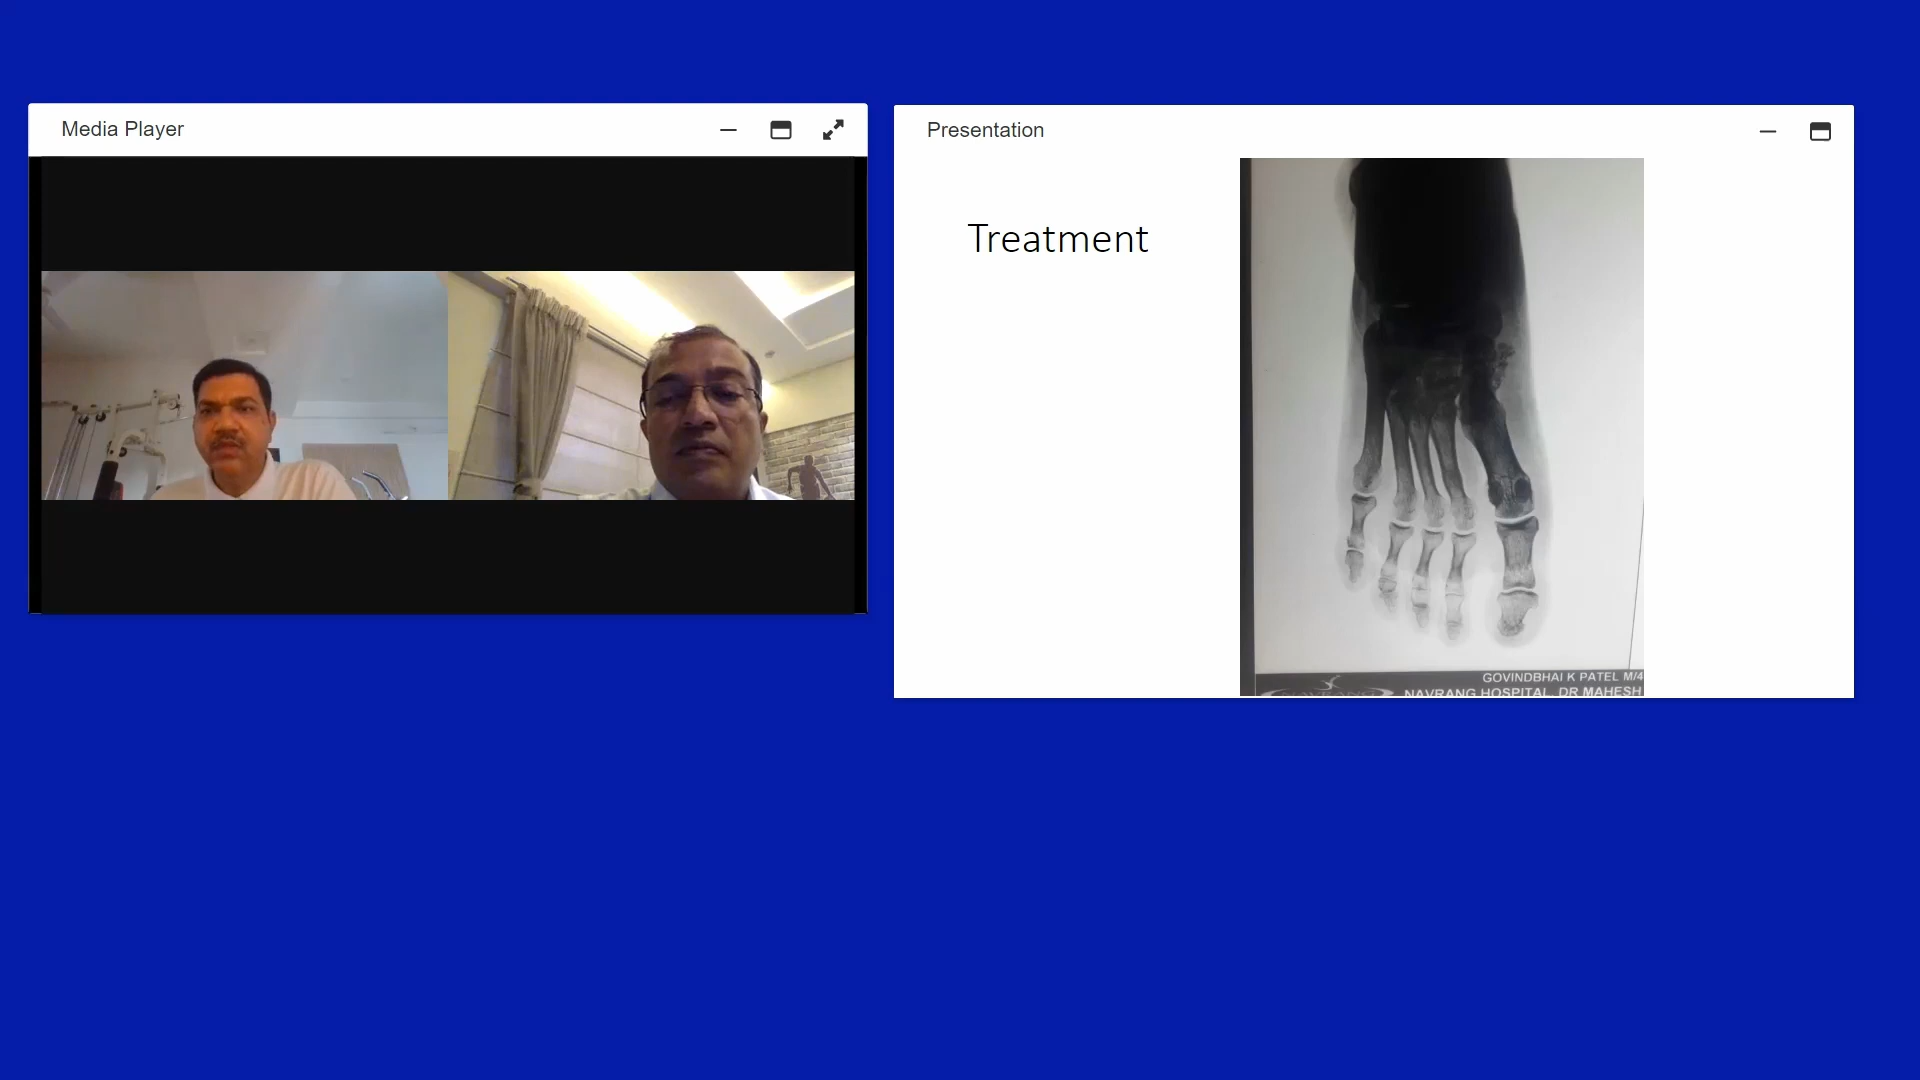 Media Player
Presentation
Treatment
GOVINDBHAI K PATEL M/4
NAVRANG HOSPITAL, DR MAHESH